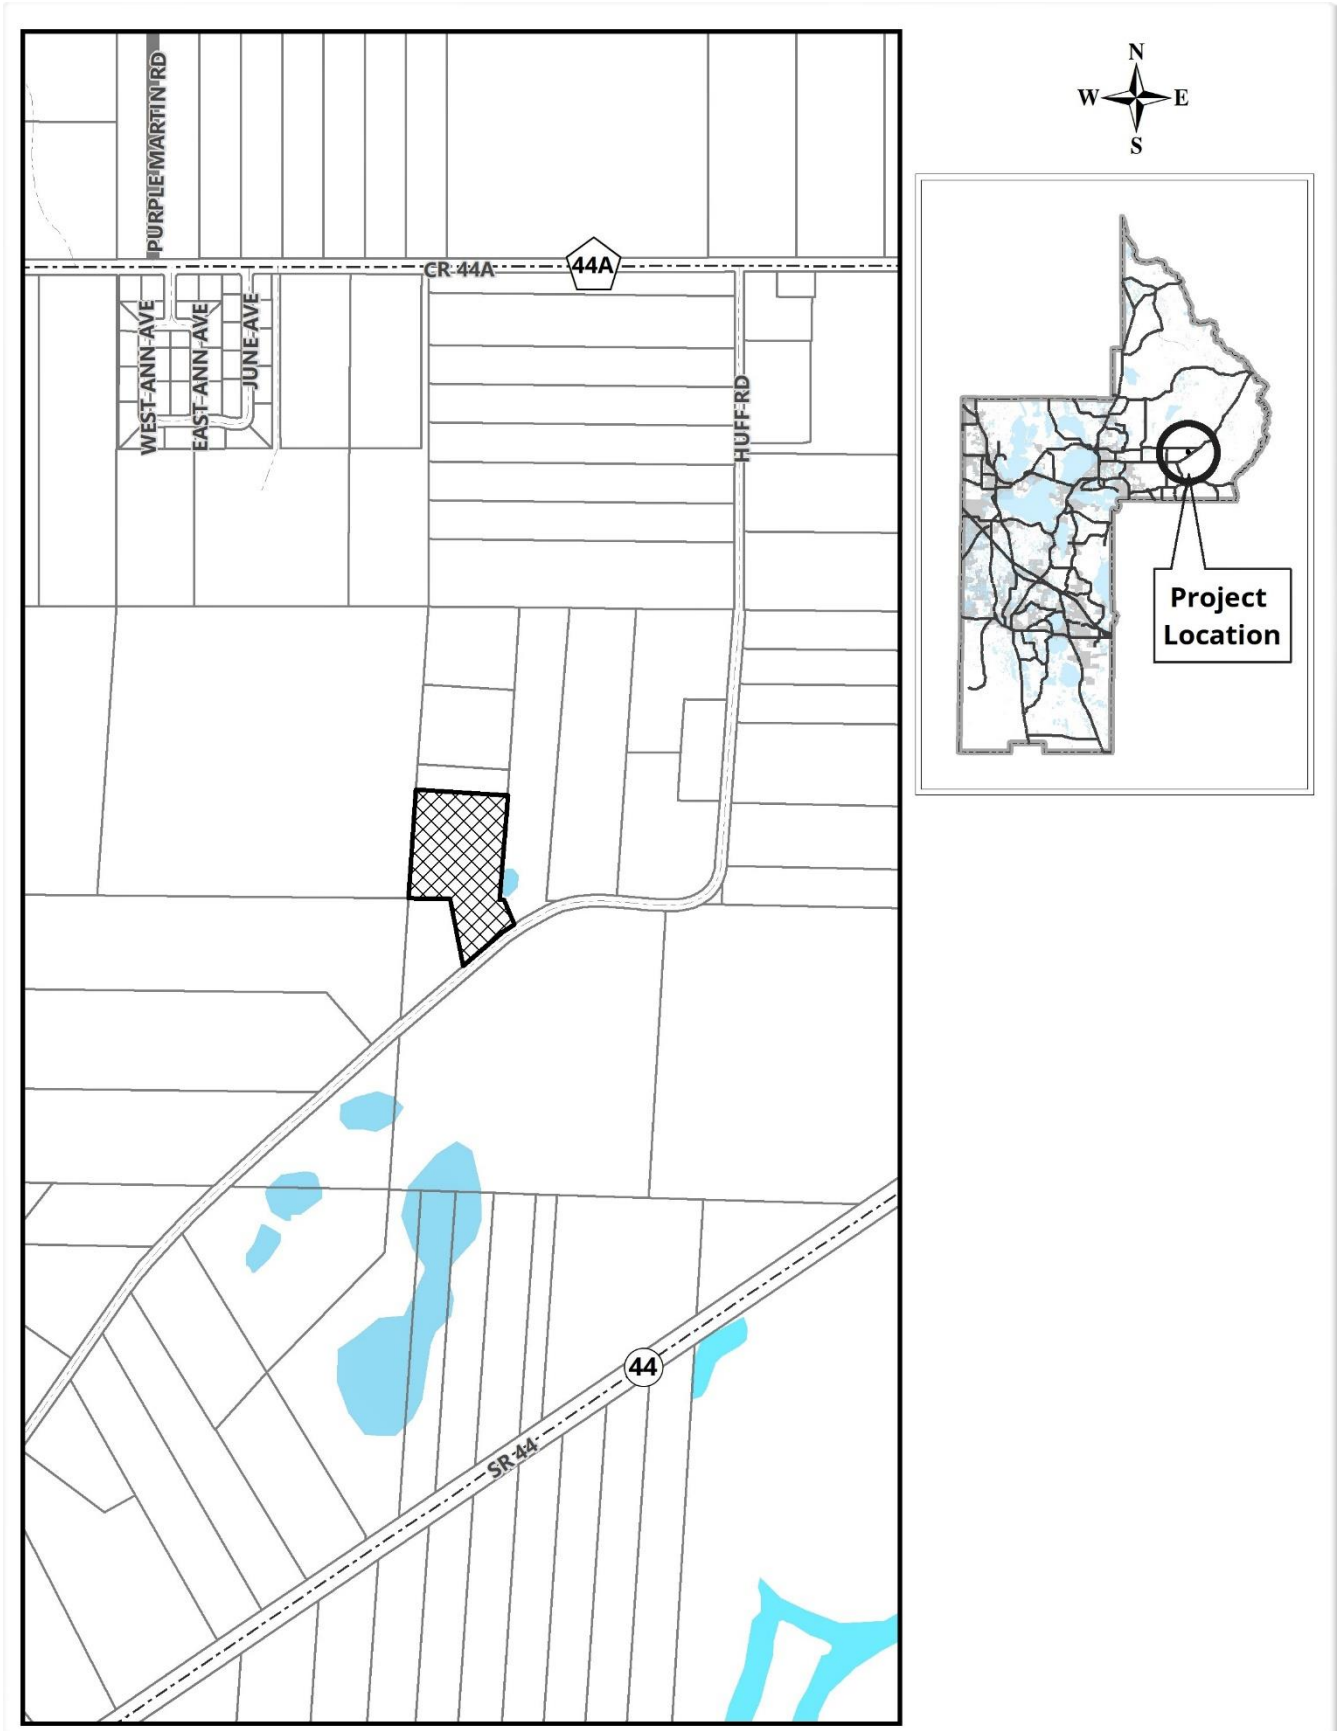 N
W E
S
PURPLE MARTIN RD
CR 44A
44A
WEST ANN AVE
EAST ANN AVE
JUNE AVE
HUFF RD
Project
Location
44
SR 44